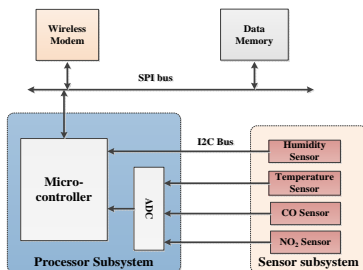 Wireless
Modem
Data
Memory
SPI bus
I2C Bus
Humidity
Sensor
Micro-
controller
ADC
Temperature
Sensor
CO Sensor
NO₂ Sensor
Processor Subsystem
Sensor subsystem